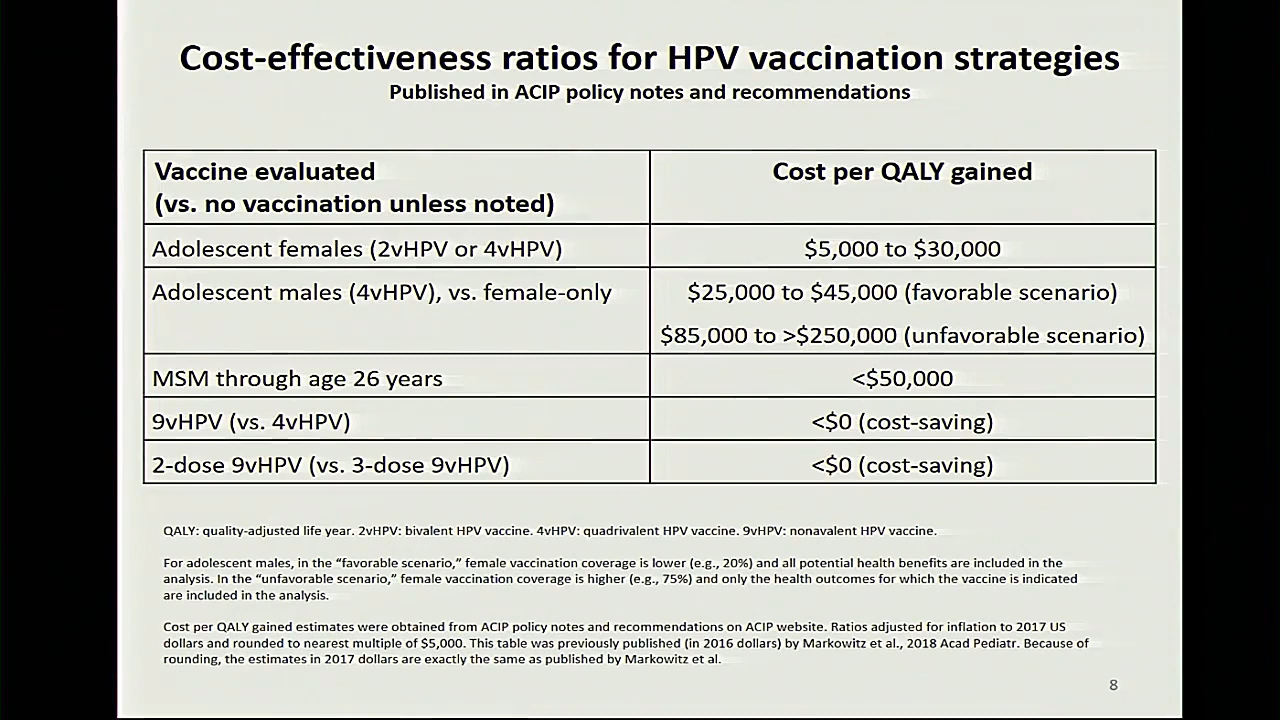 Cost-effectiveness ratios for HPV vaccination strategies
Published in ACIP policy notes and recommendations
Vaccine evaluated
(vs. no vaccination unless noted)
Cost per QALY gained
Adolescent females (2vHPV or 4vHPV)
$5,000 to $30,000
Adolescent males (4vHPV), vs. female-only
$25,000 to $45,000 (favorable scenario)
$85,000 to >$250,000 (unfavorable scenario)
MSM through age 26 years
<$50,000
9vHPV (vs. 4vHPV)
<$0 (cost-saving)
2-dose 9vHPV (vs. 3-dose 9vHPV)
<$0 (cost-saving)
QALY: quality-adjusted life year. 2vHPV: bivalent HPV vaccine. 4vHPV: quadrivalent HPV vaccine. 9vHPV: nonavalent HPV vaccine.
For adolescent males, in the “favorable scenario,” female vaccination coverage is lower (e.g., 20%) and all potential health benefits are included in the
analysis. In the “unfavorable scenario,” female vaccination coverage is higher (e.g., 75%) and only the health outcomes for which the vaccine is indicated
are included in the analysis.
Cost per QALY gained estimates were obtained from ACIP policy notes and recommendations on ACIP website. Ratios adjusted for inflation to 2017 US
dollars and rounded to nearest multiple of $5,000. This table was previously published (in 2016 dollars) by Markowitz et al., 2018 Acad Pediatr. Because of
rounding, the estimates in 2017 dollars are exactly the same as published by Markowitz et al.
8